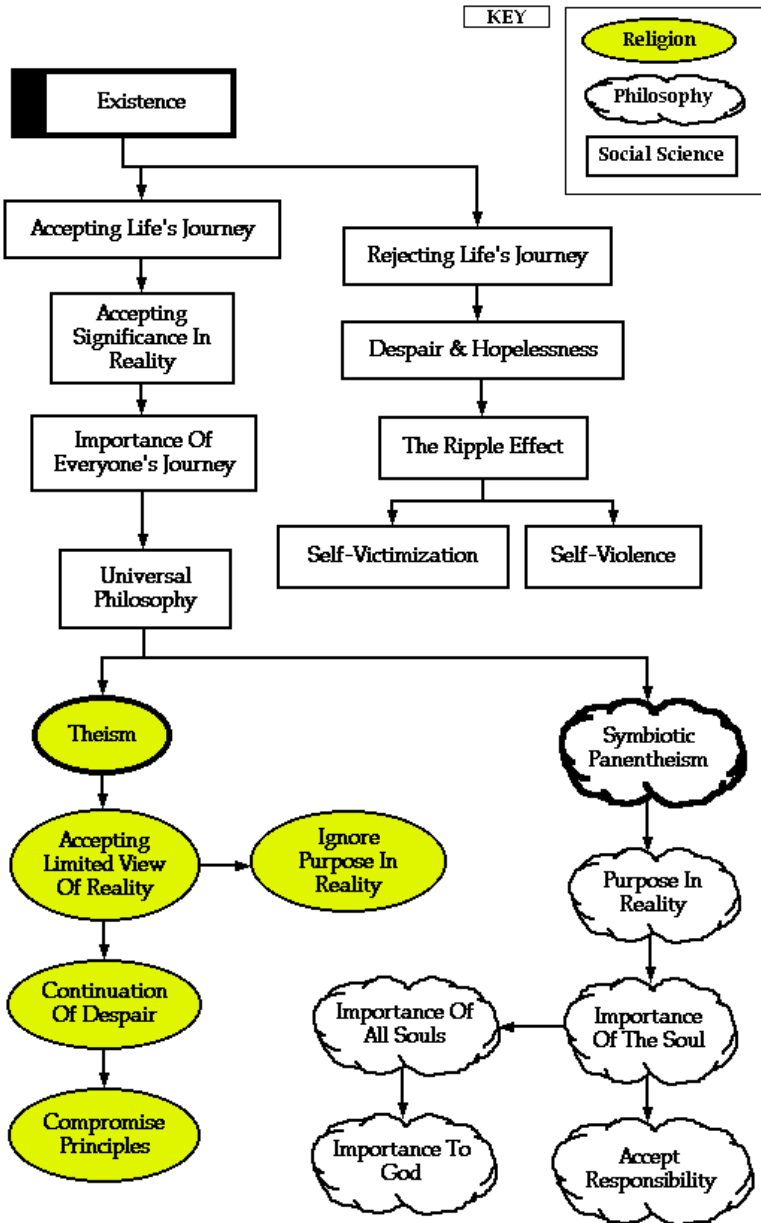 KEY
Religion
Philosophy
Social Science
Existence
Accepting Life's Journey
Rejecting Life's Journey
Accepting
Significance In
Reality
Despair & Hopelessness
Importance Of
Everyone's Journey
The Ripple Effect
Self-Victimization
Self-Violence
Universal
Philosophy
Theism
Symbiotic
Panentheism
Accepting
Limited View
Of Reality
Ignore
Purpose In
Reality
Purpose In
Reality
Continuation
Of Despair
Importance Of
All Souls
Importance
Of The Soul
Compromise
Principles
Importance To
God
Accept
Responsibility